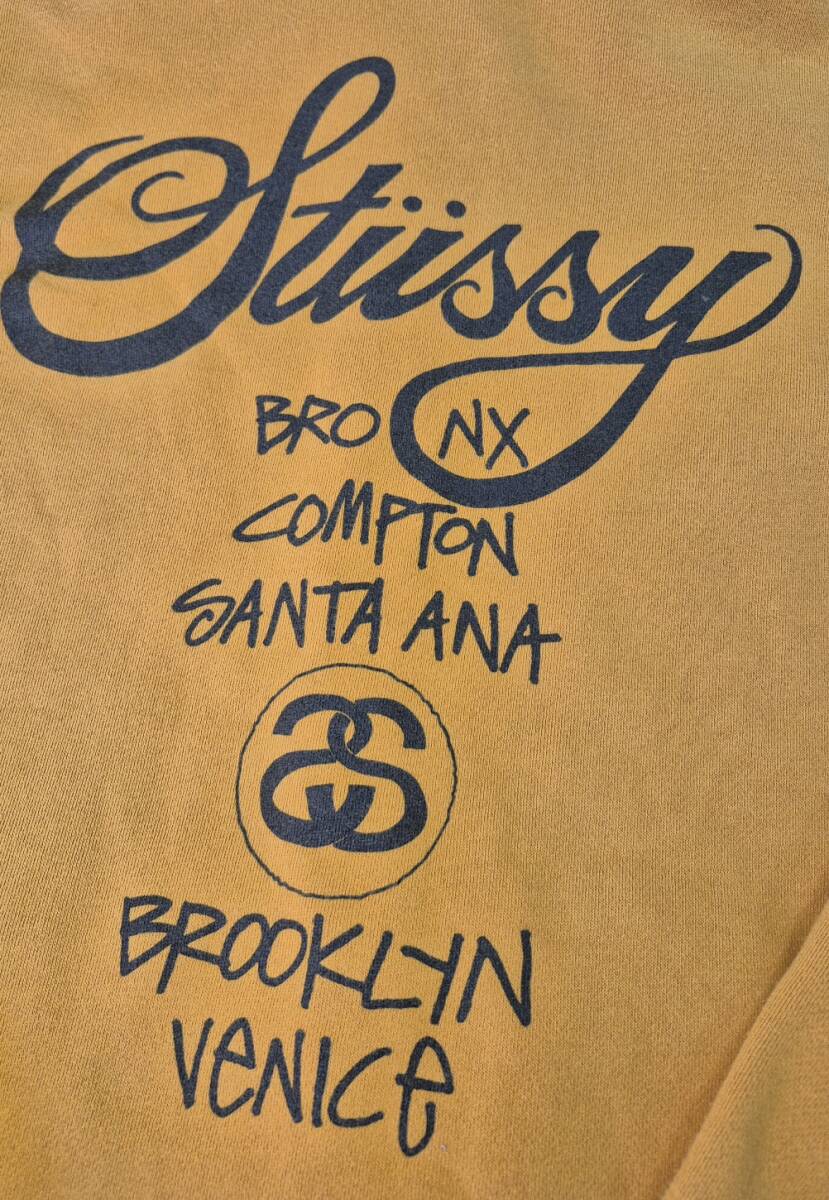 Stüssy
BRONX
COMPTON
SANTA ANA
SS
BROOKLYN
VeNICe